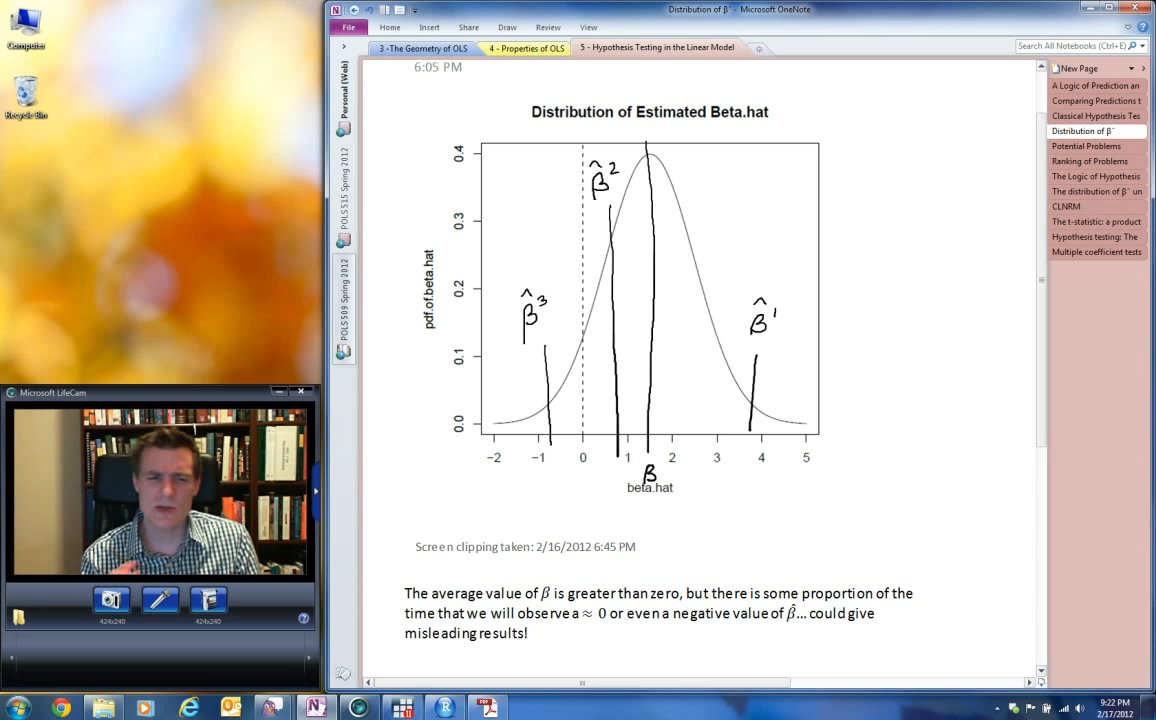 Computer
Recycle Bin
Distribution of βˆ - Microsoft OneNote
File Home Insert Share Draw Review View
3 -The Geometry of OLS
4 - Properties of OLS
5 - Hypothesis Testing in the Linear Model
Search All Notebooks (Ctrl+E)
Personal (Web)
POLS 515 Spring 2012
POLS 509 Spring 2012
New Page
A Logic of Prediction an
Comparing Predictions t
Classical Hypothesis Tes
Distribution of βˆ
Potential Problems
Ranking of Problems
The Logic of Hypothesis
The distribution of βˆ un
CLNRM
The t-statistic: a product
Hypothesis testing: The
Multiple coefficient tests
6:05 PM
Distribution of Estimated Beta.hat
pdf.of.beta.hat
0.4
0.3
0.2
0.1
0.0
β̂2
β̂3
β̂1
−2 −1 0 1 2 3 4 5
β
beta.hat
Screen clipping taken: 2/16/2012 6:45 PM
The average value of β̂ is greater than zero, but there is some proportion of the
time that we will observe a ≈ 0 or even a negative value of β̂... could give
misleading results!
Microsoft LifeCam
424x240
424x240
9:22 PM
2/17/2012